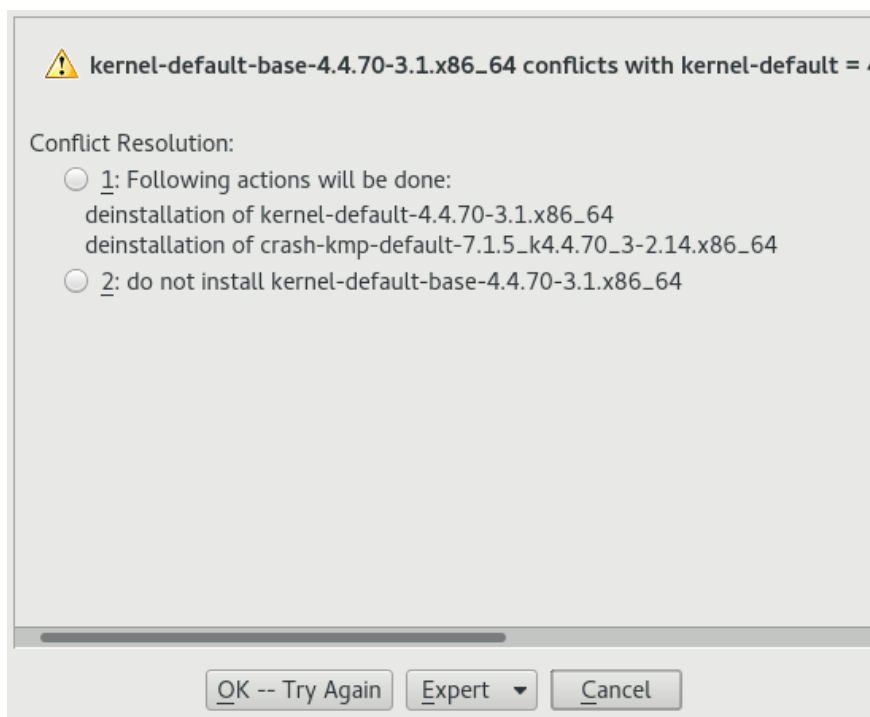 kernel-default-base-4.4.70-3.1.x86_64 conflicts with kernel-default =
Conflict Resolution:
1: Following actions will be done:
deinstallation of kernel-default-4.4.70-3.1.x86_64
deinstallation of crash-kmp-default-7.1.5_k4.4.70_3-2.14.x86_64
2: do not install kernel-default-base-4.4.70-3.1.x86_64
OK -- Try Again Expert Cancel